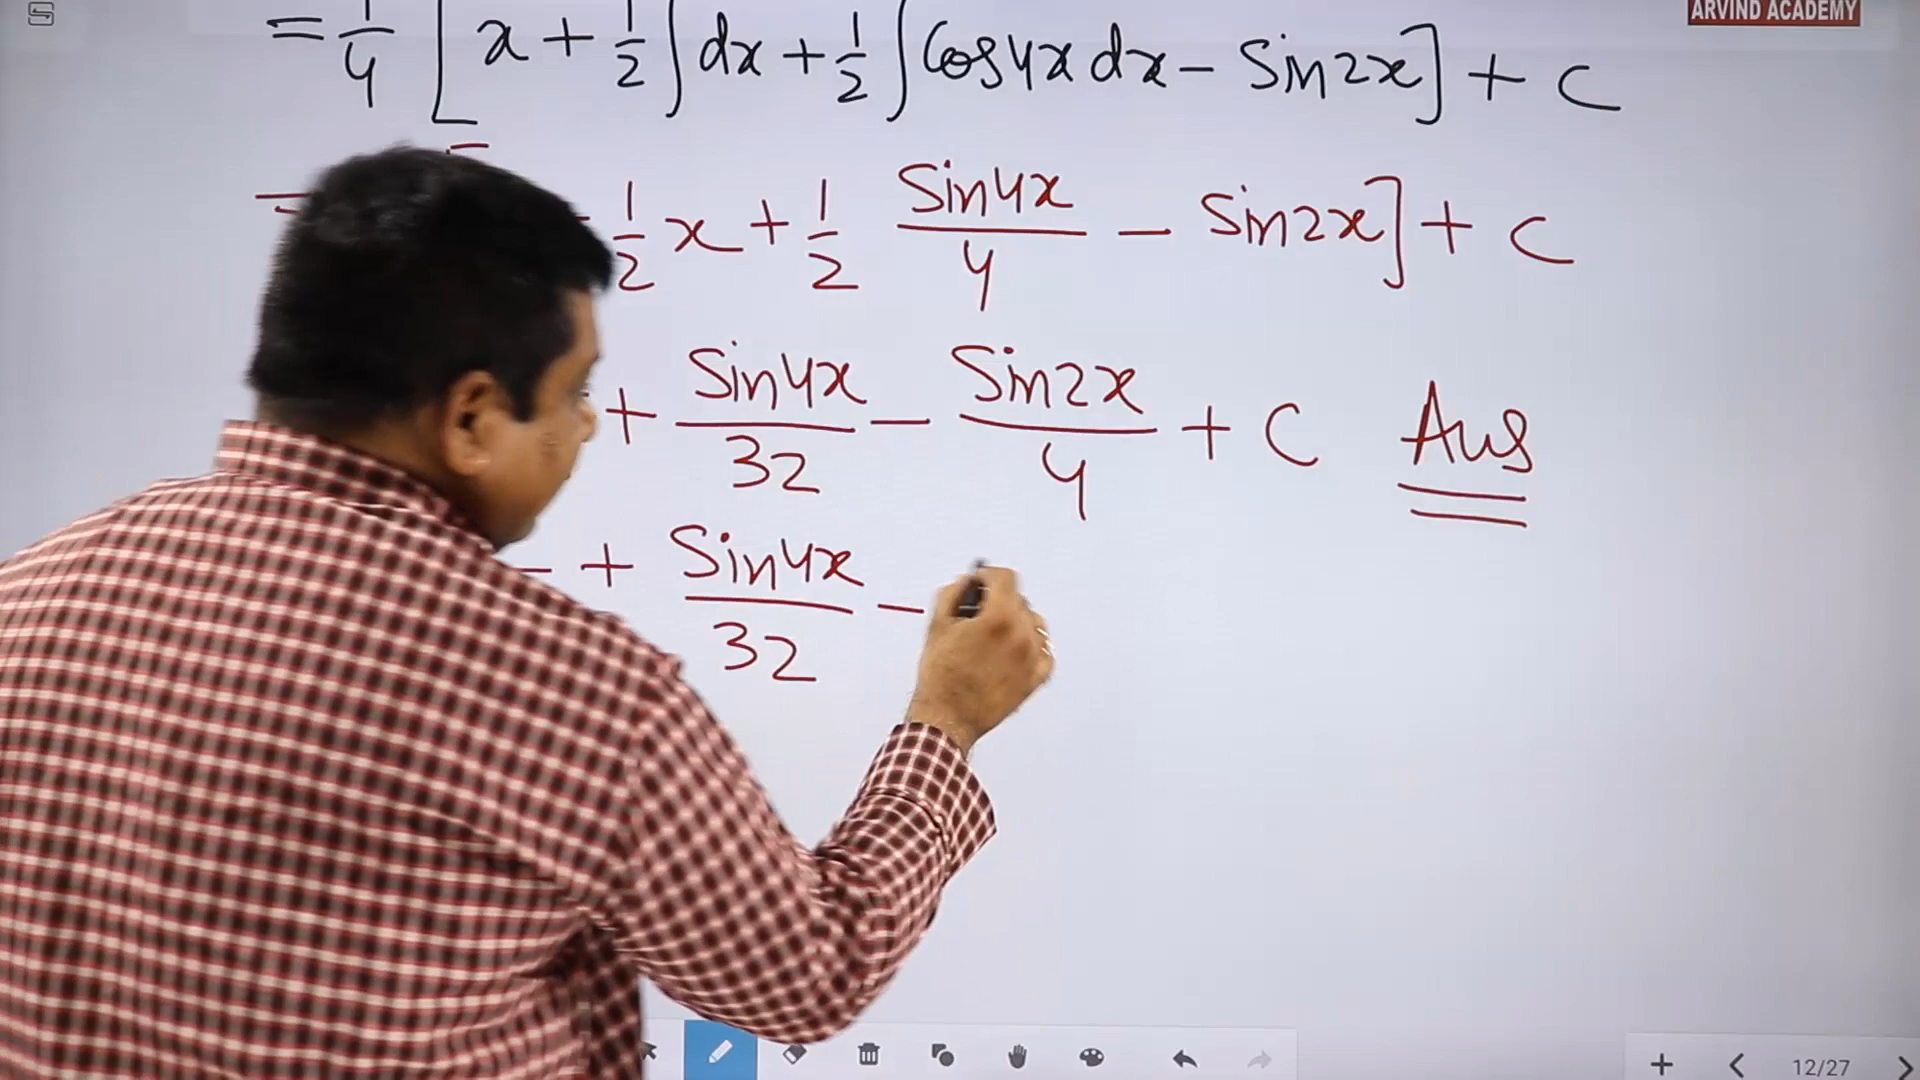 ARVIND ACADEMY
= 1/4 [ x + 1/2 ∫dx + 1/2 ∫Cos4x dx - Sin2x] + C
= 1/2 x + 1/2 Sin4x/4 - Sin2x] + C
+ Sin4x/32 - Sin2x/4 + C Ans
+ Sin4x/32 -
12/27